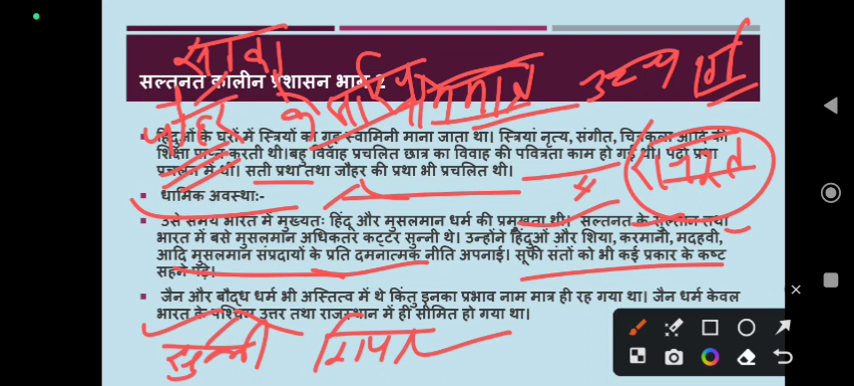 सल्तनत कालीन प्रशासन भाग 2
हिंदुओं के घरों में स्त्रियों को गृह स्वामिनी माना जाता था। स्त्रियां नृत्य, संगीत, चित्रकला आदि की
शिक्षा प्राप्त करती थी।बहु विवाह प्रचलित छात्र का विवाह की पवित्रता काम हो गई थी। पर्दा प्रथा
प्रचलन में थी। सती प्रथा तथा जौहर की प्रथा भी प्रचलित थी।
धार्मिक अवस्था:-
उसे समय भारत में मुख्यतः हिंदू और मुसलमान धर्म की प्रमुखता थी। सल्तनत के सुल्तान तथा
भारत में बसे मुसलमान अधिकतर कट्टर सुन्नी थे। उन्होंने हिंदुओं और शिया, करमानी, मदहवी,
आदि मुसलमान संप्रदायों के प्रति दमनात्मक नीति अपनाई। सूफी संतों को भी कई प्रकार के कष्ट
सहने पड़े।
जैन और बौद्ध धर्म भी अस्तित्व में थे किंतु इनका प्रभाव नाम मात्र ही रह गया था। जैन धर्म केवल
भारत के पश्चिम उत्तर तथा राजस्थान में ही सीमित हो गया था।
सुन्नी